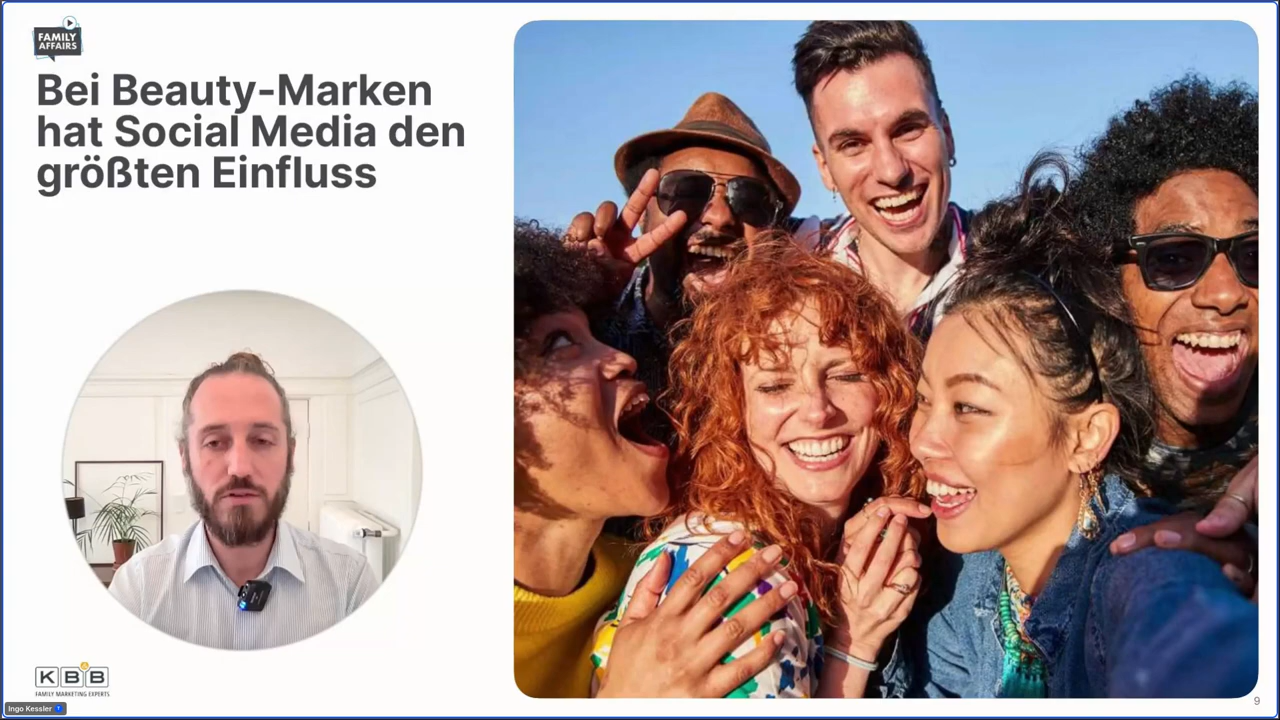 FAMILY
AFFAIRS
Bei Beauty-Marken
hat Social Media den
größten Einfluss
KBB
FAMILY MARKETING EXPERTS
Ingo Kessler
9